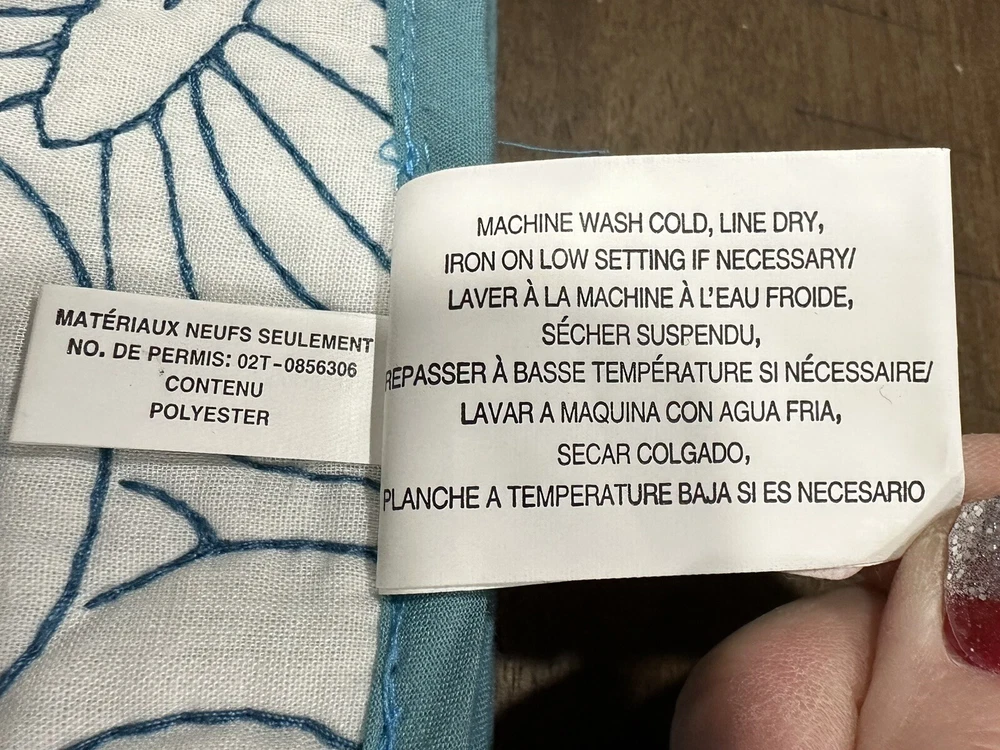 MATÉRIAUX NEUFS SEULEMENT
NO. DE PERMIS: 02T-0856306
CONTENU
POLYESTER
MACHINE WASH COLD, LINE DRY,
IRON ON LOW SETTING IF NECESSARY/
LAVER À LA MACHINE À L'EAU FROIDE,
SÉCHER SUSPENDU,
REPASSER À BASSE TEMPÉRATURE SI NÉCESSAIRE/
LAVAR A MAQUINA CON AGUA FRIA,
SECAR COLGADO,
PLANCHE A TEMPERATURE BAJA SI ES NECESARIO